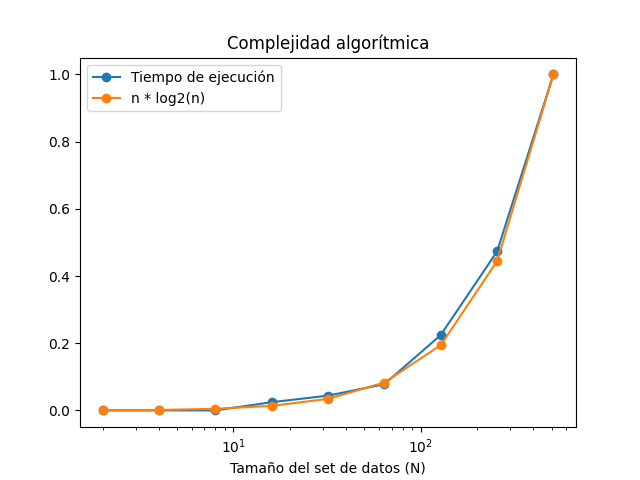 Complejidad algorítmica
Tiempo de ejecución
n * log2(n)
1.0
0.8
0.6
0.4
0.2
0.0
10¹
10²
Tamaño del set de datos (N)